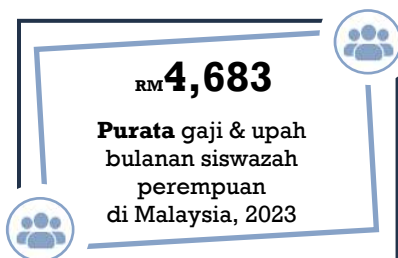 RM4,683
Purata gaji & upah
bulanan siswazah
perempuan
di Malaysia, 2023